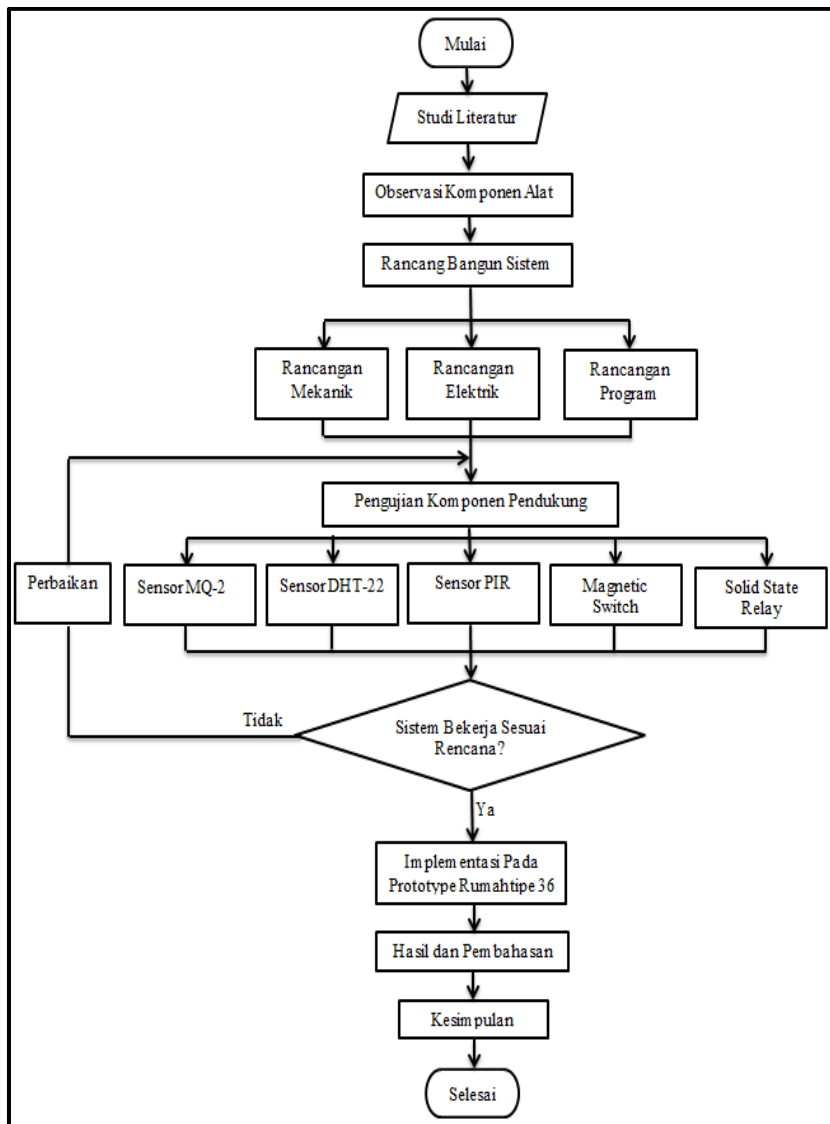 Mulai
Studi Literatur
Observasi Komponen Alat
Rancang Bangun Sistem
Rancangan
Mekanik
Rancangan
Elektrik
Rancangan
Program
Pengujian Komponen Pendukung
Perbaikan
Sensor MQ-2
Sensor DHT-22
Sensor PIR
Magnetic
Switch
Solid State
Relay
Tidak
Sistem Bekerja Sesuai
Rencana?
Ya
Implementasi Pada
Prototype Rumahtipe 36
Hasil dan Pembahasan
Kesimpulan
Selesai